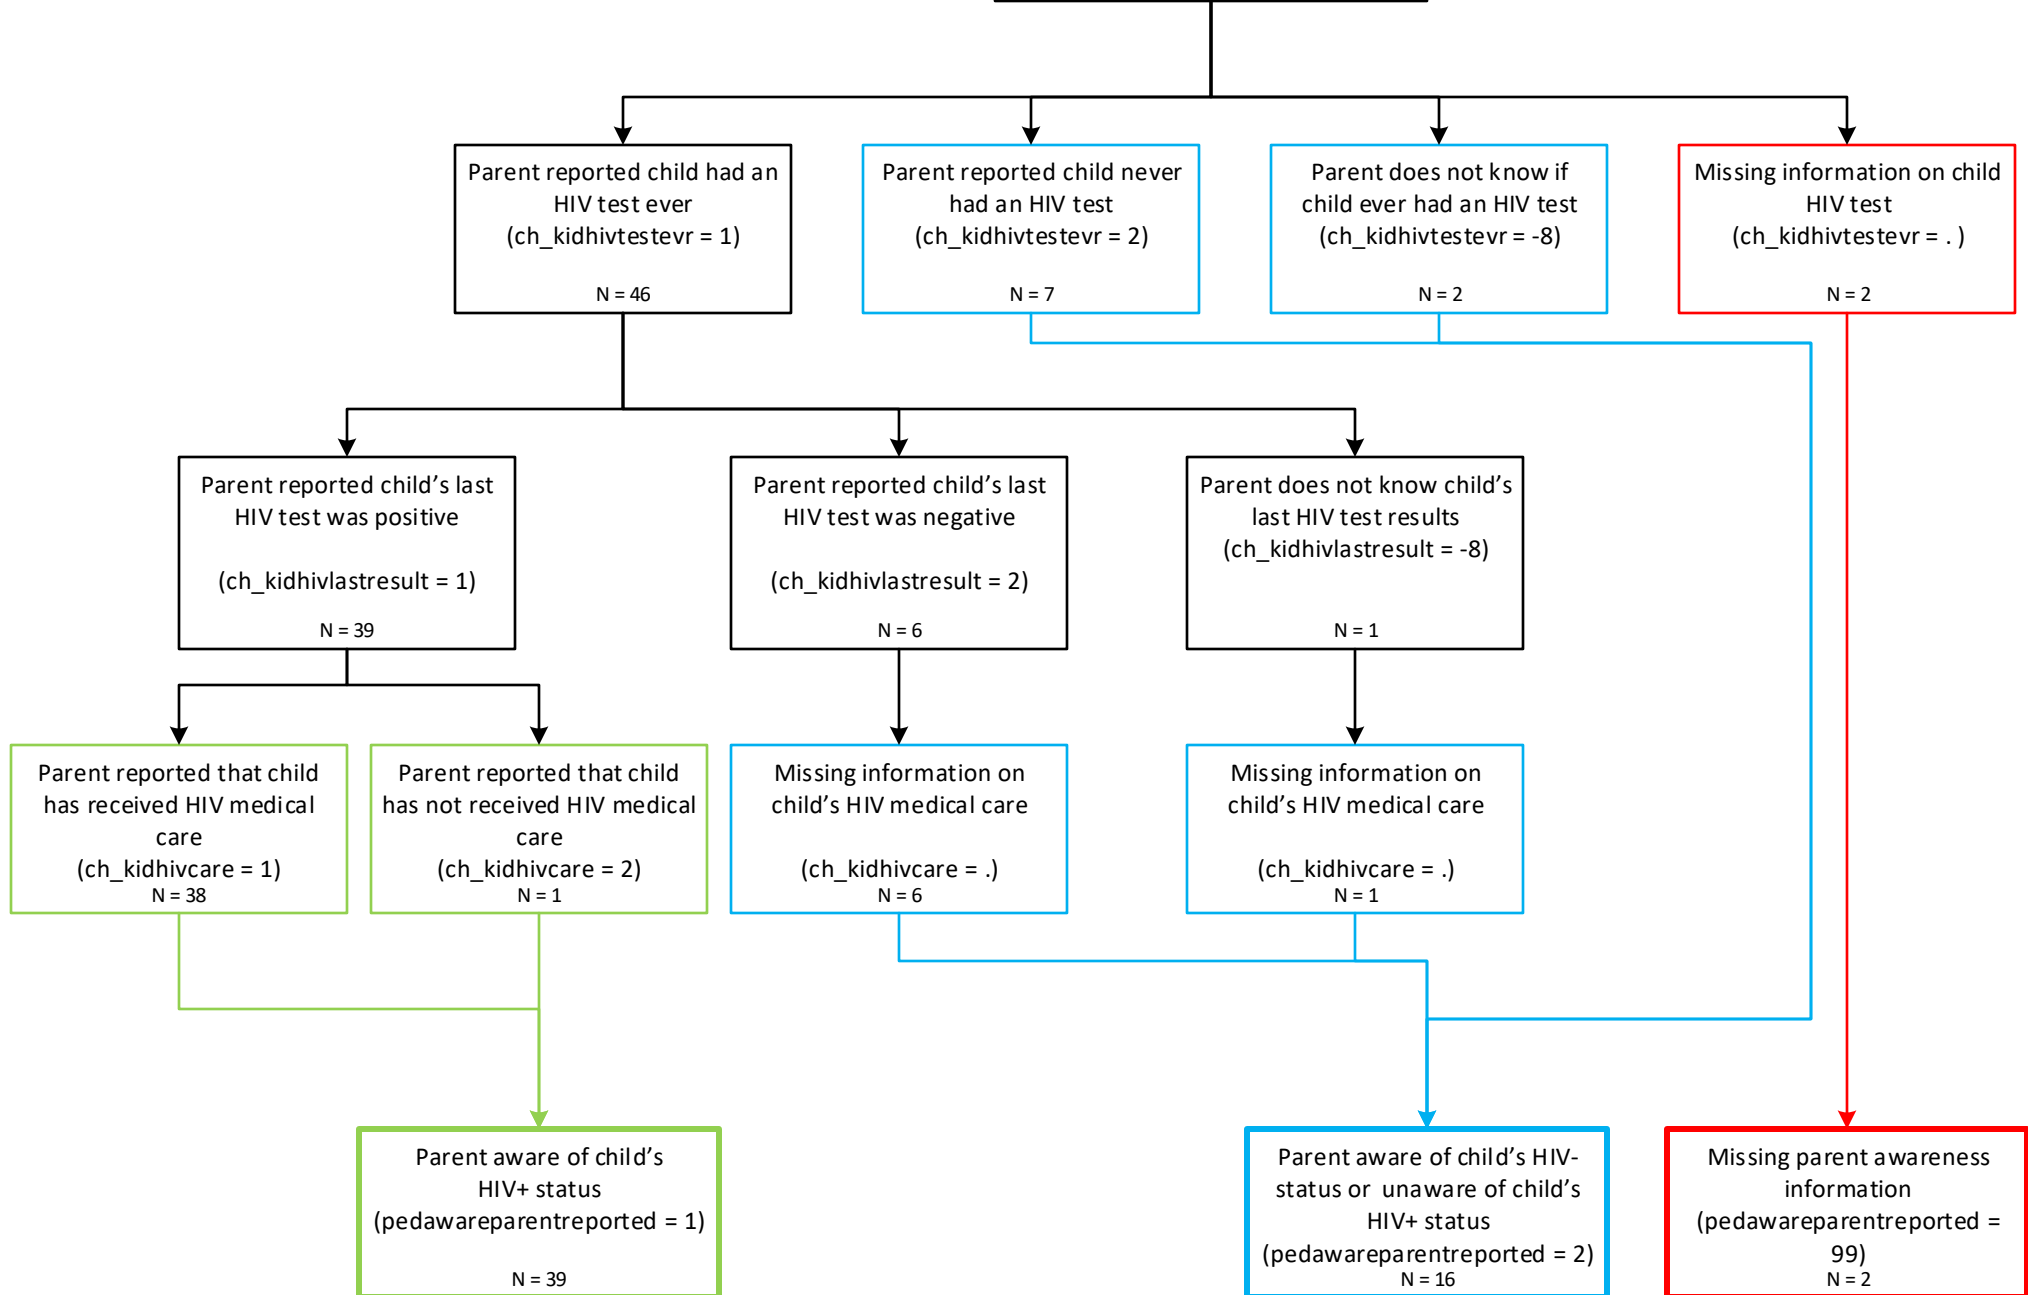 Parent reported child had an
HIV test ever
(ch_kidhivtestevr = 1)
N = 46
Parent reported child never
had an HIV test
(ch_kidhivtestevr = 2)
N = 7
Parent does not know if
child ever had an HIV test
(ch_kidhivtestevr = -8)
N = 2
Missing information on child
HIV test
(ch_kidhivtestevr = . )
N = 2
Parent reported child’s last
HIV test was positive
(ch_kidhivlastresult = 1)
N = 39
Parent reported child’s last
HIV test was negative
(ch_kidhivlastresult = 2)
N = 6
Parent does not know child’s
last HIV test results
(ch_kidhivlastresult = -8)
N = 1
Parent reported that child
has received HIV medical
care
(ch_kidhivcare = 1)
N = 38
Parent reported that child
has not received HIV medical
care
(ch_kidhivcare = 2)
N = 1
Missing information on
child’s HIV medical care
(ch_kidhivcare = .)
N = 6
Missing information on
child’s HIV medical care
(ch_kidhivcare = .)
N = 1
Parent aware of child’s
HIV+ status
(pedawareparentreported = 1)
N = 39
Parent aware of child’s HIV-
status or unaware of child’s
HIV+ status
(pedawareparentreported = 2)
N = 16
Missing parent awareness
information
(pedawareparentreported =
99)
N = 2